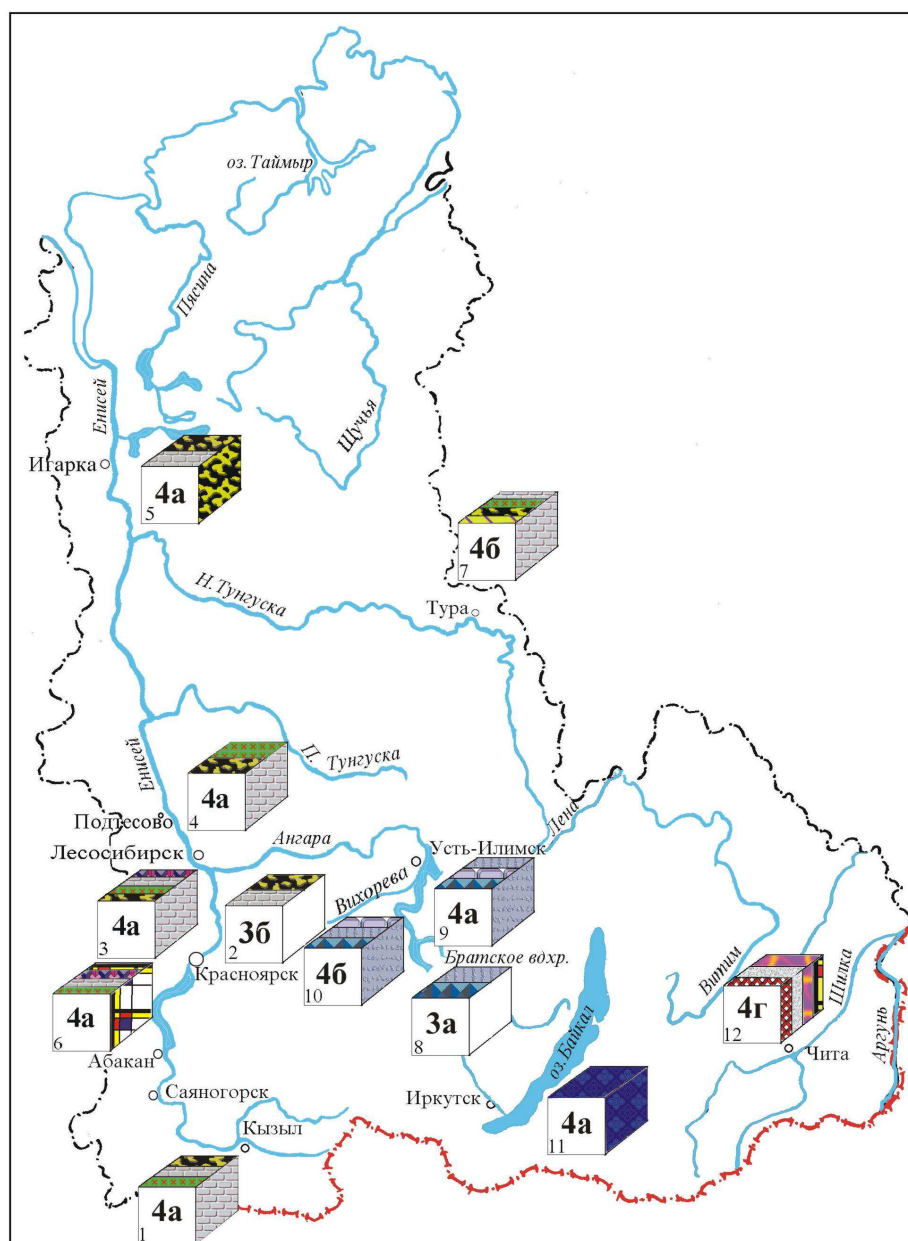 оз. Таймыр
Пясина
Енисей
Щучья
Игарка
4а
5
4б
7
Н. Тунгуска
Тура
Енисей
П. Тунгуска
4а
4
Подтесово
Лесосибирск
Ангара
Лена
Усть-Илимск
Вихорева
4а
3
3б
2
4а
9
Красноярск
4б
10
Братское вдхр.
Витим
Шилка
Аргунь
4а
6
3а
8
4г
12
оз. Байкал
Чита
Абакан
Саяногорск
Иркутск
4а
11
Кызыл
4а
1